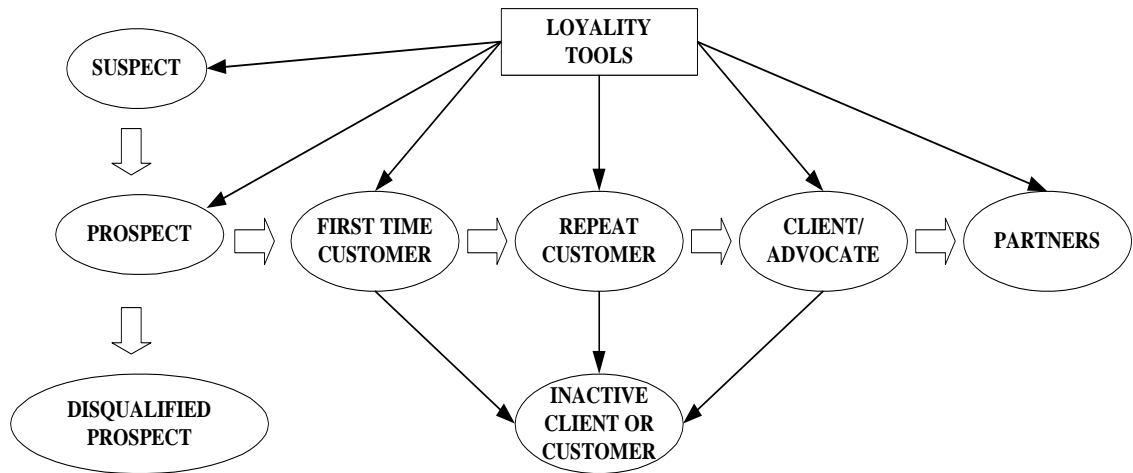 LOYALITY
TOOLS
SUSPECT
PROSPECT
FIRST TIME
CUSTOMER
REPEAT
CUSTOMER
CLIENT/
ADVOCATE
PARTNERS
DISQUALIFIED
PROSPECT
INACTIVE
CLIENT OR
CUSTOMER